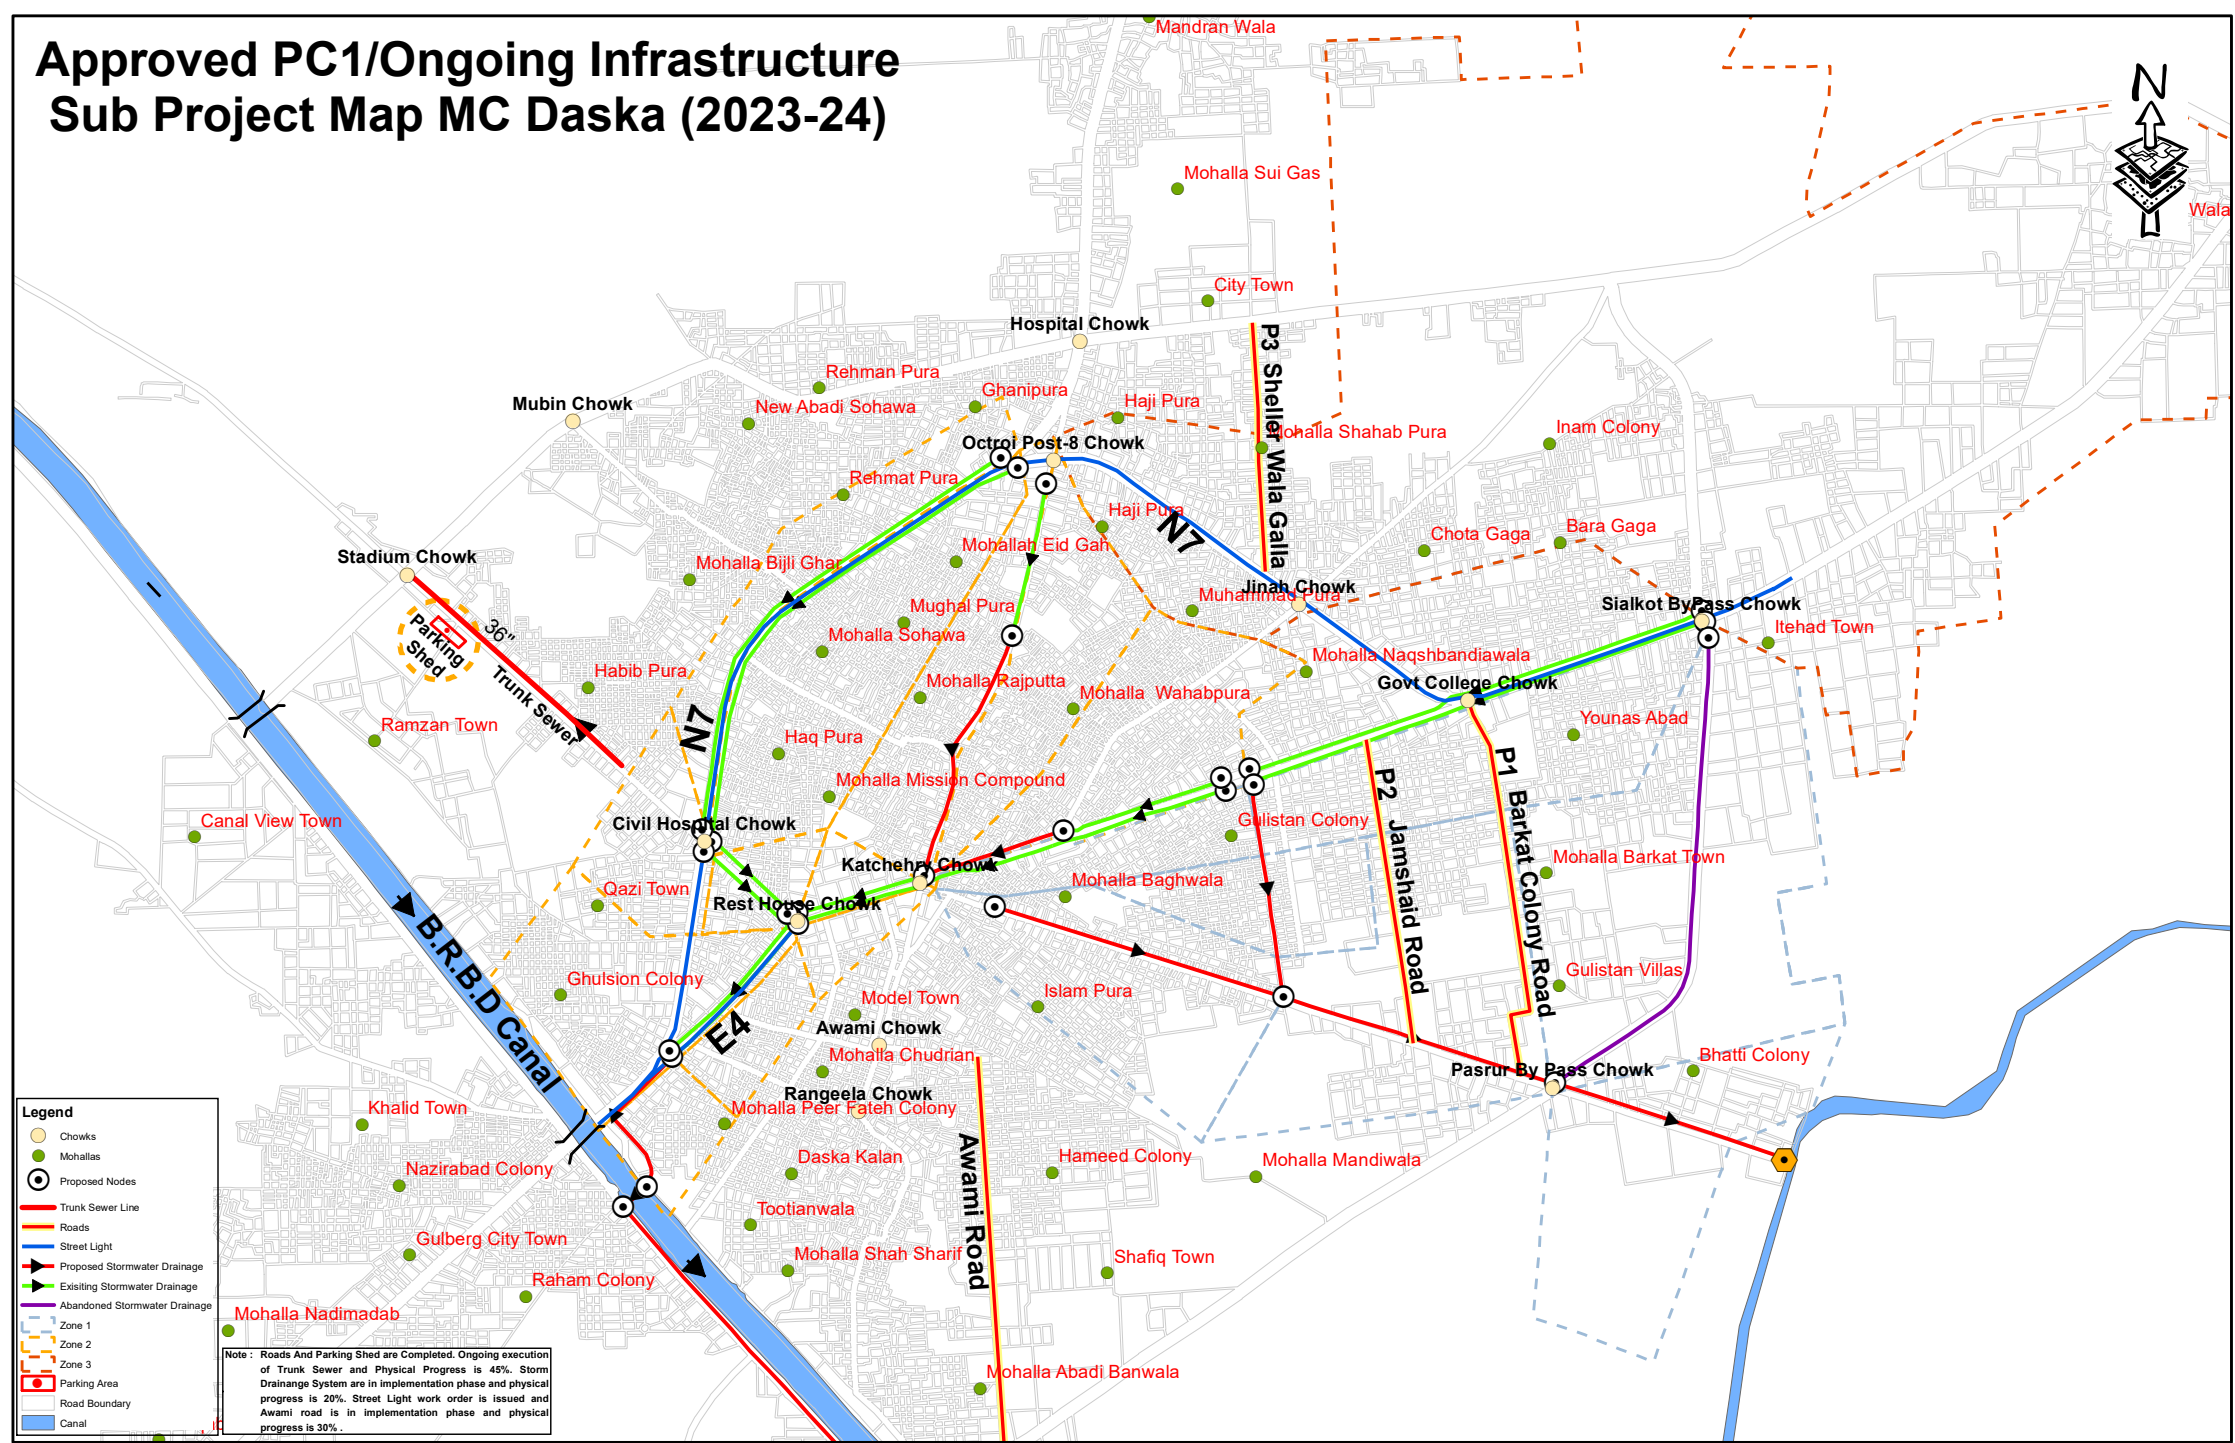 Approved PC1/Ongoing Infrastructure
Sub Project Map MC Daska (2023-24)
N
Mandran Wala
Mohalla Sui Gas
Wala
City Town
Hospital Chowk
P3 Sheller Wala Galla
Rehman Pura
Ghanipura
Haji Pura
Mubin Chowk
New Abadi Sohawa
Octroi Post-8 Chowk
Mohalla Shahab Pura
Inam Colony
Rehmat Pura
Haji Pura
N7
Chota Gaga
Bara Gaga
Stadium Chowk
Mohalla Bijli Ghar
Mohallah Eid Gah
Jinah Chowk
Muhammad Pura
Mughal Pura
Sialkot ByPass Chowk
Itehad Town
Parking
Shed
36"
Trunk Sewer
Mohalla Sohawa
Habib Pura
Mohalla Naqshbandiawala
Mohalla Rajputta
Mohalla Wahabpura
Govt College Chowk
Ramzan Town
N7
Haq Pura
Younas Abad
Mohalla Mission Compound
P2 Jamshaid Road
P1 Barkat Colony Road
Canal View Town
Civil Hospital Chowk
Gulistan Colony
Katchehry Chowk
Mohalla Barkat Town
Qazi Town
Rest House Chowk
Mohalla Baghwala
B.R.B.D Canal
Ghulsion Colony
Gulistan Villas
Model Town
Islam Pura
E4
Awami Chowk
Mohalla Chudrian
Bhatti Colony
Pasrur By Pass Chowk
Rangeela Chowk
Khalid Town
Mohalla Peer Fateh Colony
Awami Road
Nazirabad Colony
Daska Kalan
Hameed Colony
Mohalla Mandiwala
Tootianwala
Gulberg City Town
Mohalla Shah Sharif
Shafiq Town
Raham Colony
Mohalla Nadimadab
Mohalla Abadi Banwala
Legend
Chowks
Mohallas
Proposed Nodes
Trunk Sewer Line
Roads
Street Light
Proposed Stormwater Drainage
Exisiting Stormwater Drainage
Abandoned Stormwater Drainage
Zone 1
Zone 2
Zone 3
Parking Area
Road Boundary
Canal
Note : Roads And Parking Shed are Completed. Ongoing execution
of Trunk Sewer and Physical Progress is 45%. Storm
Drainange System are in implementation phase and physical
progress is 20%. Street Light work order is issued and
Awami road is in implementation phase and physical
progress is 30% .